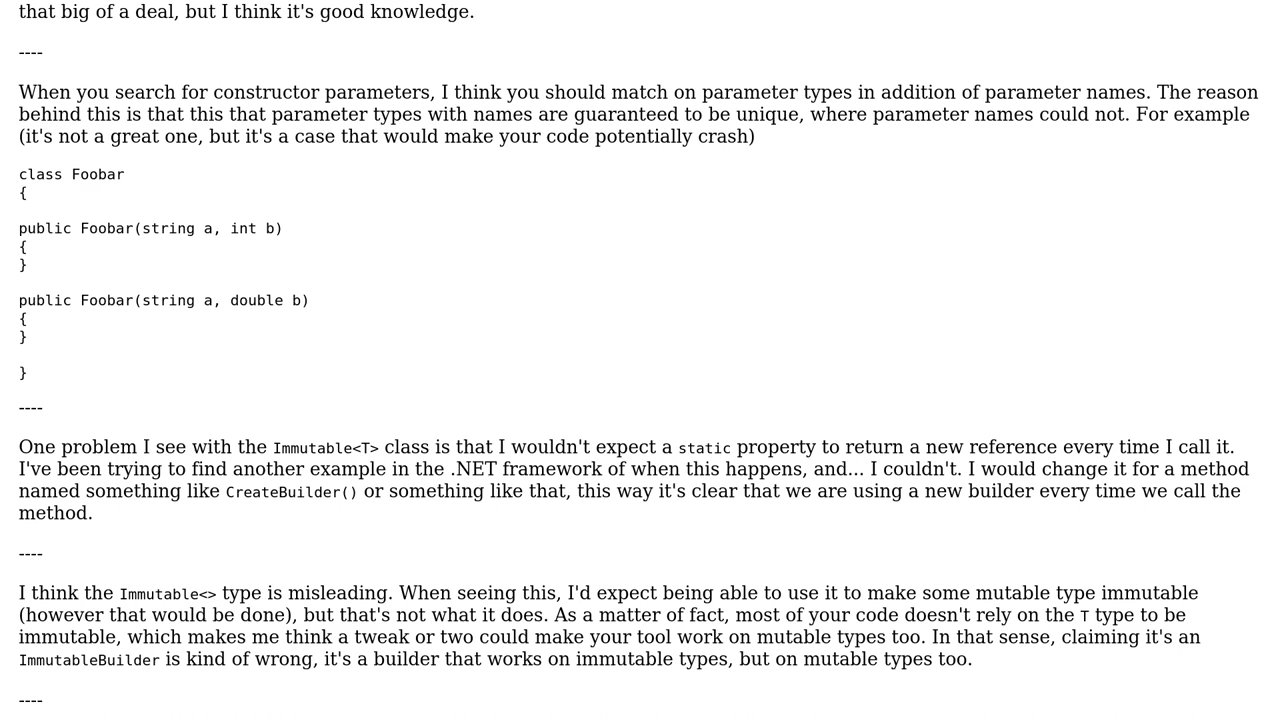 that big of a deal, but I think it's good knowledge.
----
When you search for constructor parameters, I think you should match on parameter types in addition of parameter names. The reason
behind this is that this that parameter types with names are guaranteed to be unique, where parameter names could not. For example
(it's not a great one, but it's a case that would make your code potentially crash)
class Foobar
{
public Foobar(string a, int b)
{
}
public Foobar(string a, double b)
{
}
}
----
One problem I see with the Immutable<T> class is that I wouldn't expect a static property to return a new reference every time I call it.
I've been trying to find another example in the .NET framework of when this happens, and... I couldn't. I would change it for a method
named something like CreateBuilder() or something like that, this way it's clear that we are using a new builder every time we call the
method.
----
I think the Immutable<> type is misleading. When seeing this, I'd expect being able to use it to make some mutable type immutable
(however that would be done), but that's not what it does. As a matter of fact, most of your code doesn't rely on the T type to be
immutable, which makes me think a tweak or two could make your tool work on mutable types too. In that sense, claiming it's an
ImmutableBuilder is kind of wrong, it's a builder that works on immutable types, but on mutable types too.
----